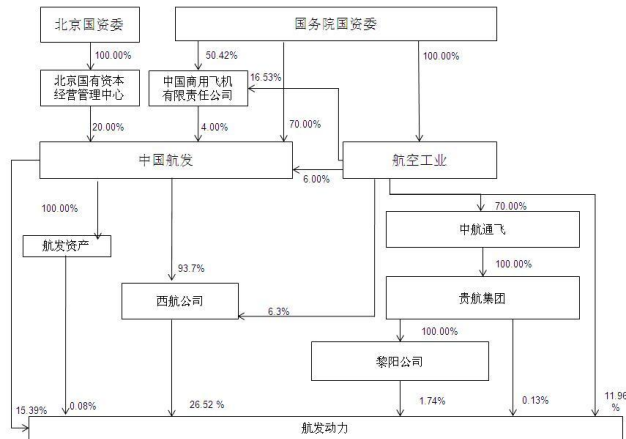 北京国资委
国务院国资委
100.00%
50.42%
100.00%
16.53%
北京国有资本
经营管理中心
中国商用飞机
有限责任公司
20.00%
4.00%
70.00%
中国航发
航空工业
6.00%
100.00%
70.00%
航发资产
中航通飞
93.7%
100.00%
西航公司
6.3%
贵航集团
100.00%
黎阳公司
15.39%
0.08%
26.52 %
1.74%
0.13%
11.96
%
航发动力